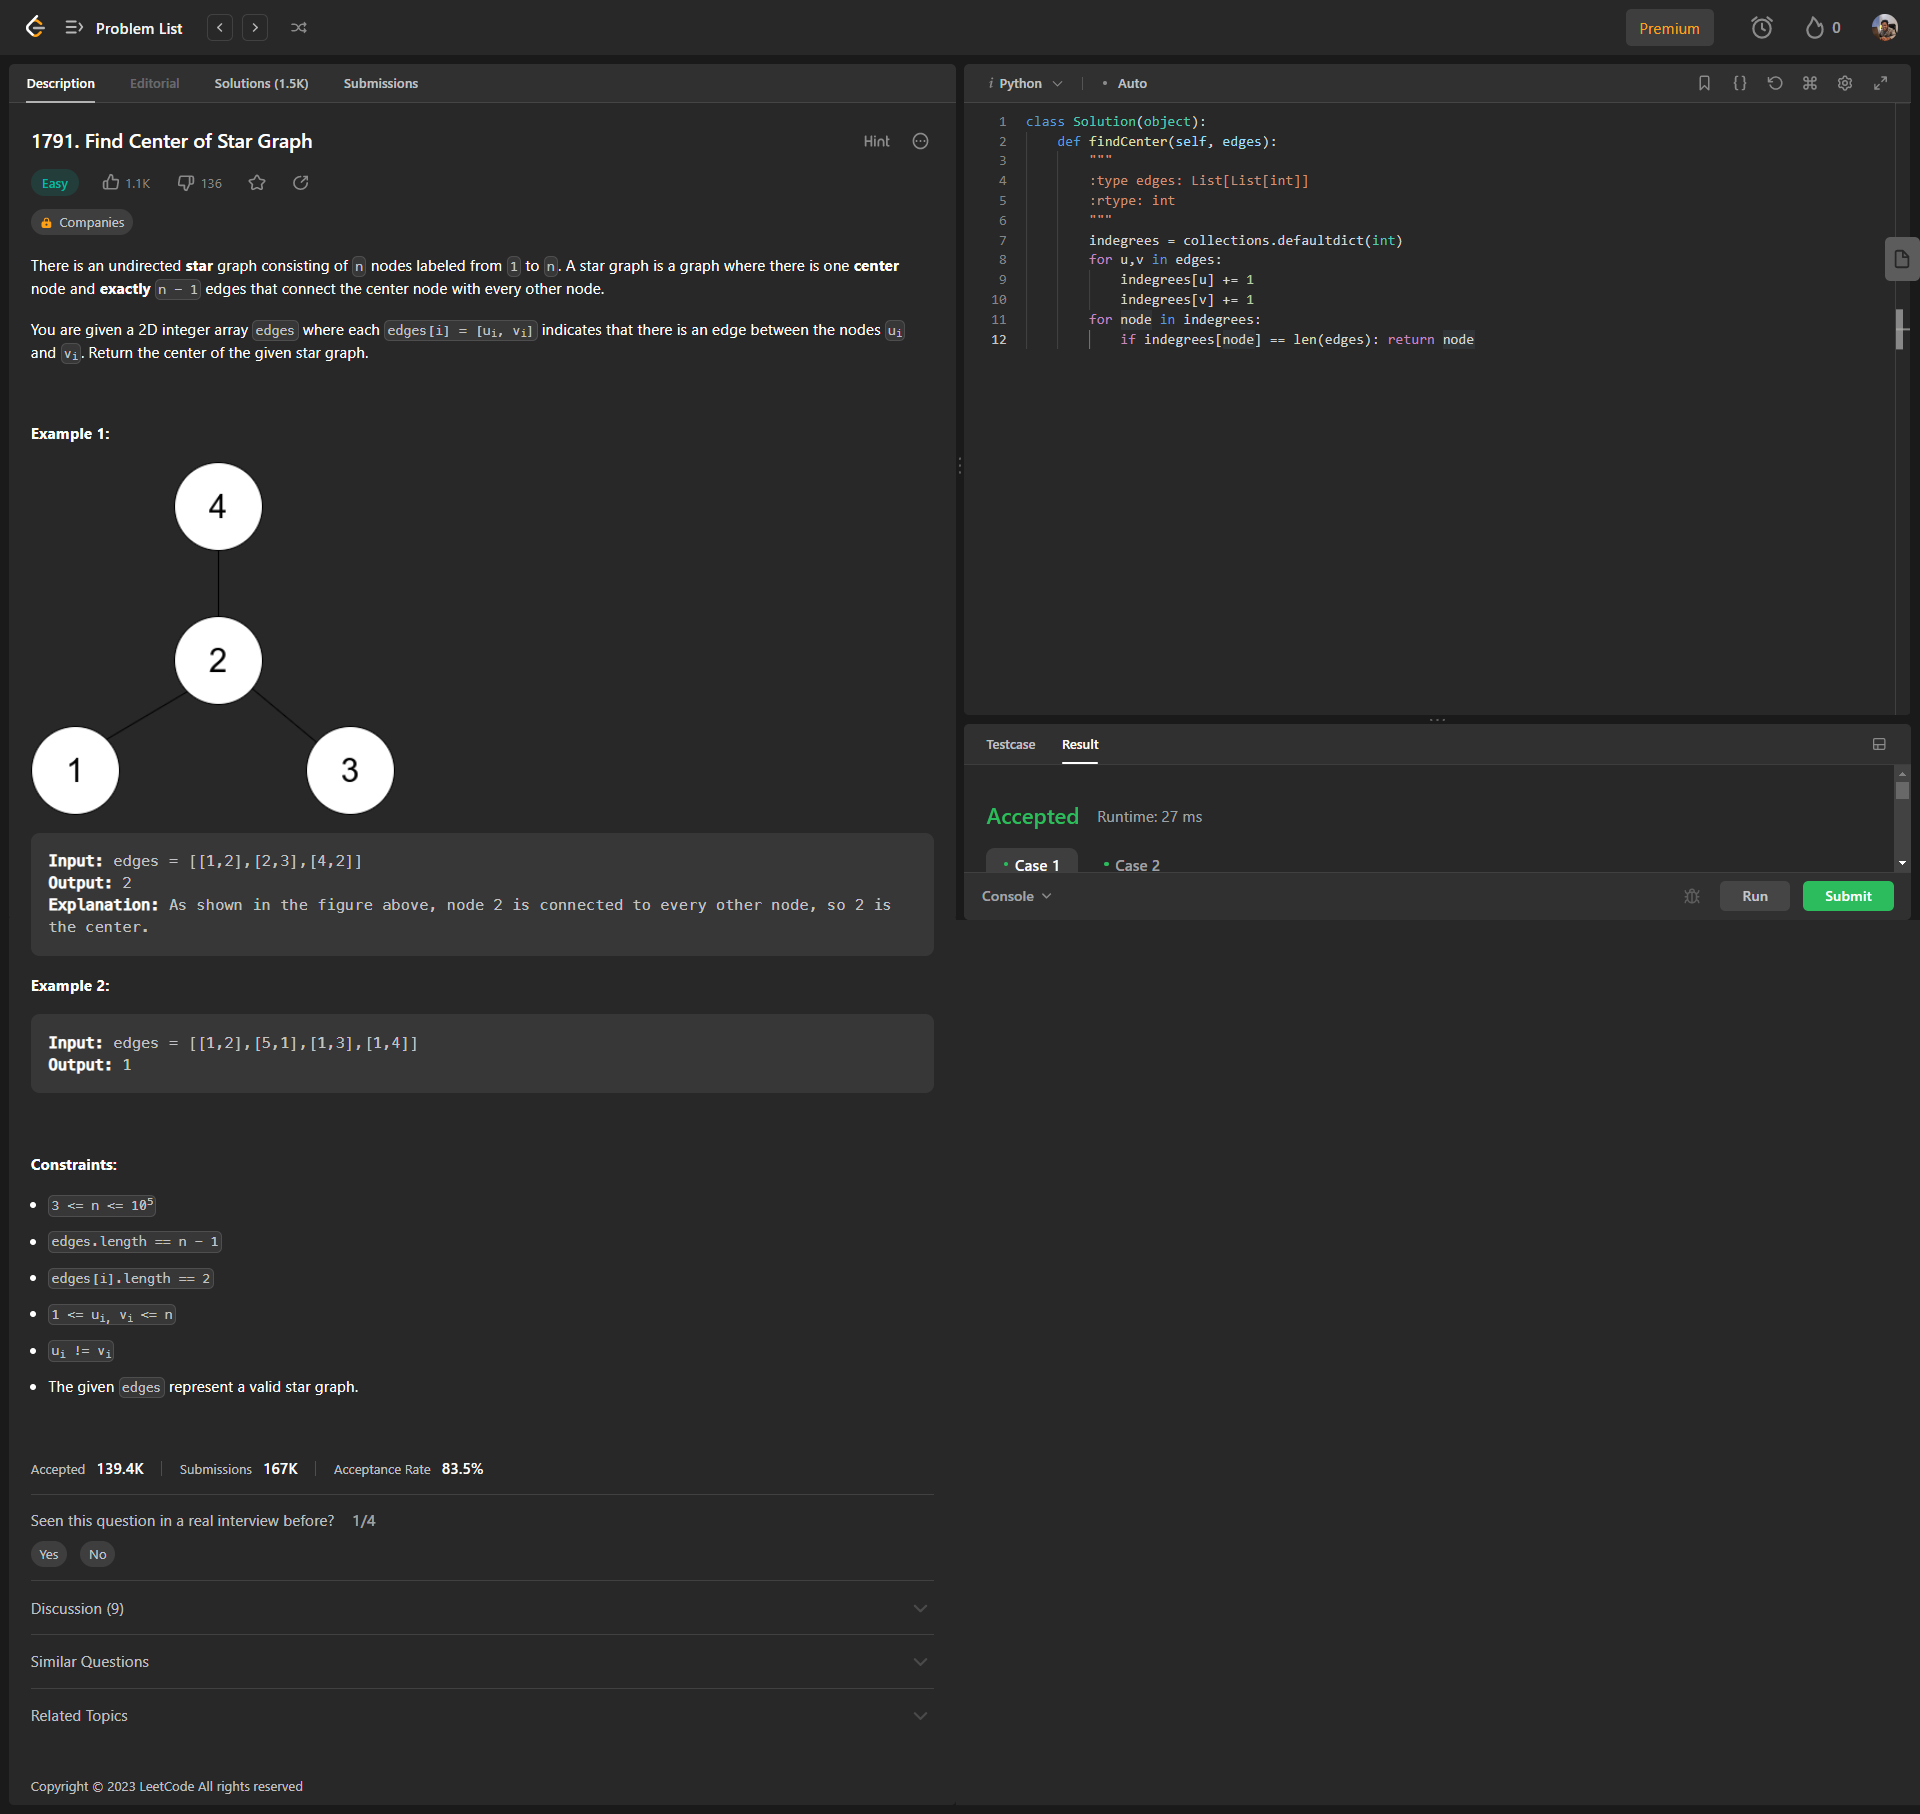 Problem List
Premium
0
Description Editorial Solutions (1.5K) Submissions
1791. Find Center of Star Graph
Hint
Easy 1.1K 136
Companies
There is an undirected star graph consisting of n nodes labeled from 1 to n. A star graph is a graph where there is one center
node and exactly n - 1 edges that connect the center node with every other node.
You are given a 2D integer array edges where each edges[i] = [ui, vi] indicates that there is an edge between the nodes ui
and vi. Return the center of the given star graph.
Example 1:
4
2
1
3
Input: edges = [[1,2],[2,3],[4,2]]
Output: 2
Explanation: As shown in the figure above, node 2 is connected to every other node, so 2 is
the center.
Example 2:
Input: edges = [[1,2],[5,1],[1,3],[1,4]]
Output: 1
Constraints:
• 3 <= n <= 10⁵
• edges.length == n - 1
• edges[i].length == 2
• 1 <= ui, vi <= n
• ui != vi
• The given edges represent a valid star graph.
Accepted 139.4K Submissions 167K Acceptance Rate 83.5%
Seen this question in a real interview before? 1/4
Yes No
Discussion (9)
Similar Questions
Related Topics
Copyright © 2023 LeetCode All rights reserved
i Python • Auto
1 class Solution(object):
2 def findCenter(self, edges):
3 """
4 :type edges: List[List[int]]
5 :rtype: int
6 """
7 indegrees = collections.defaultdict(int)
8 for u,v in edges:
9 indegrees[u] += 1
10 indegrees[v] += 1
11 for node in indegrees:
12 if indegrees[node] == len(edges): return node
Testcase Result
Accepted Runtime: 27 ms
• Case 1 • Case 2
Console Run Submit